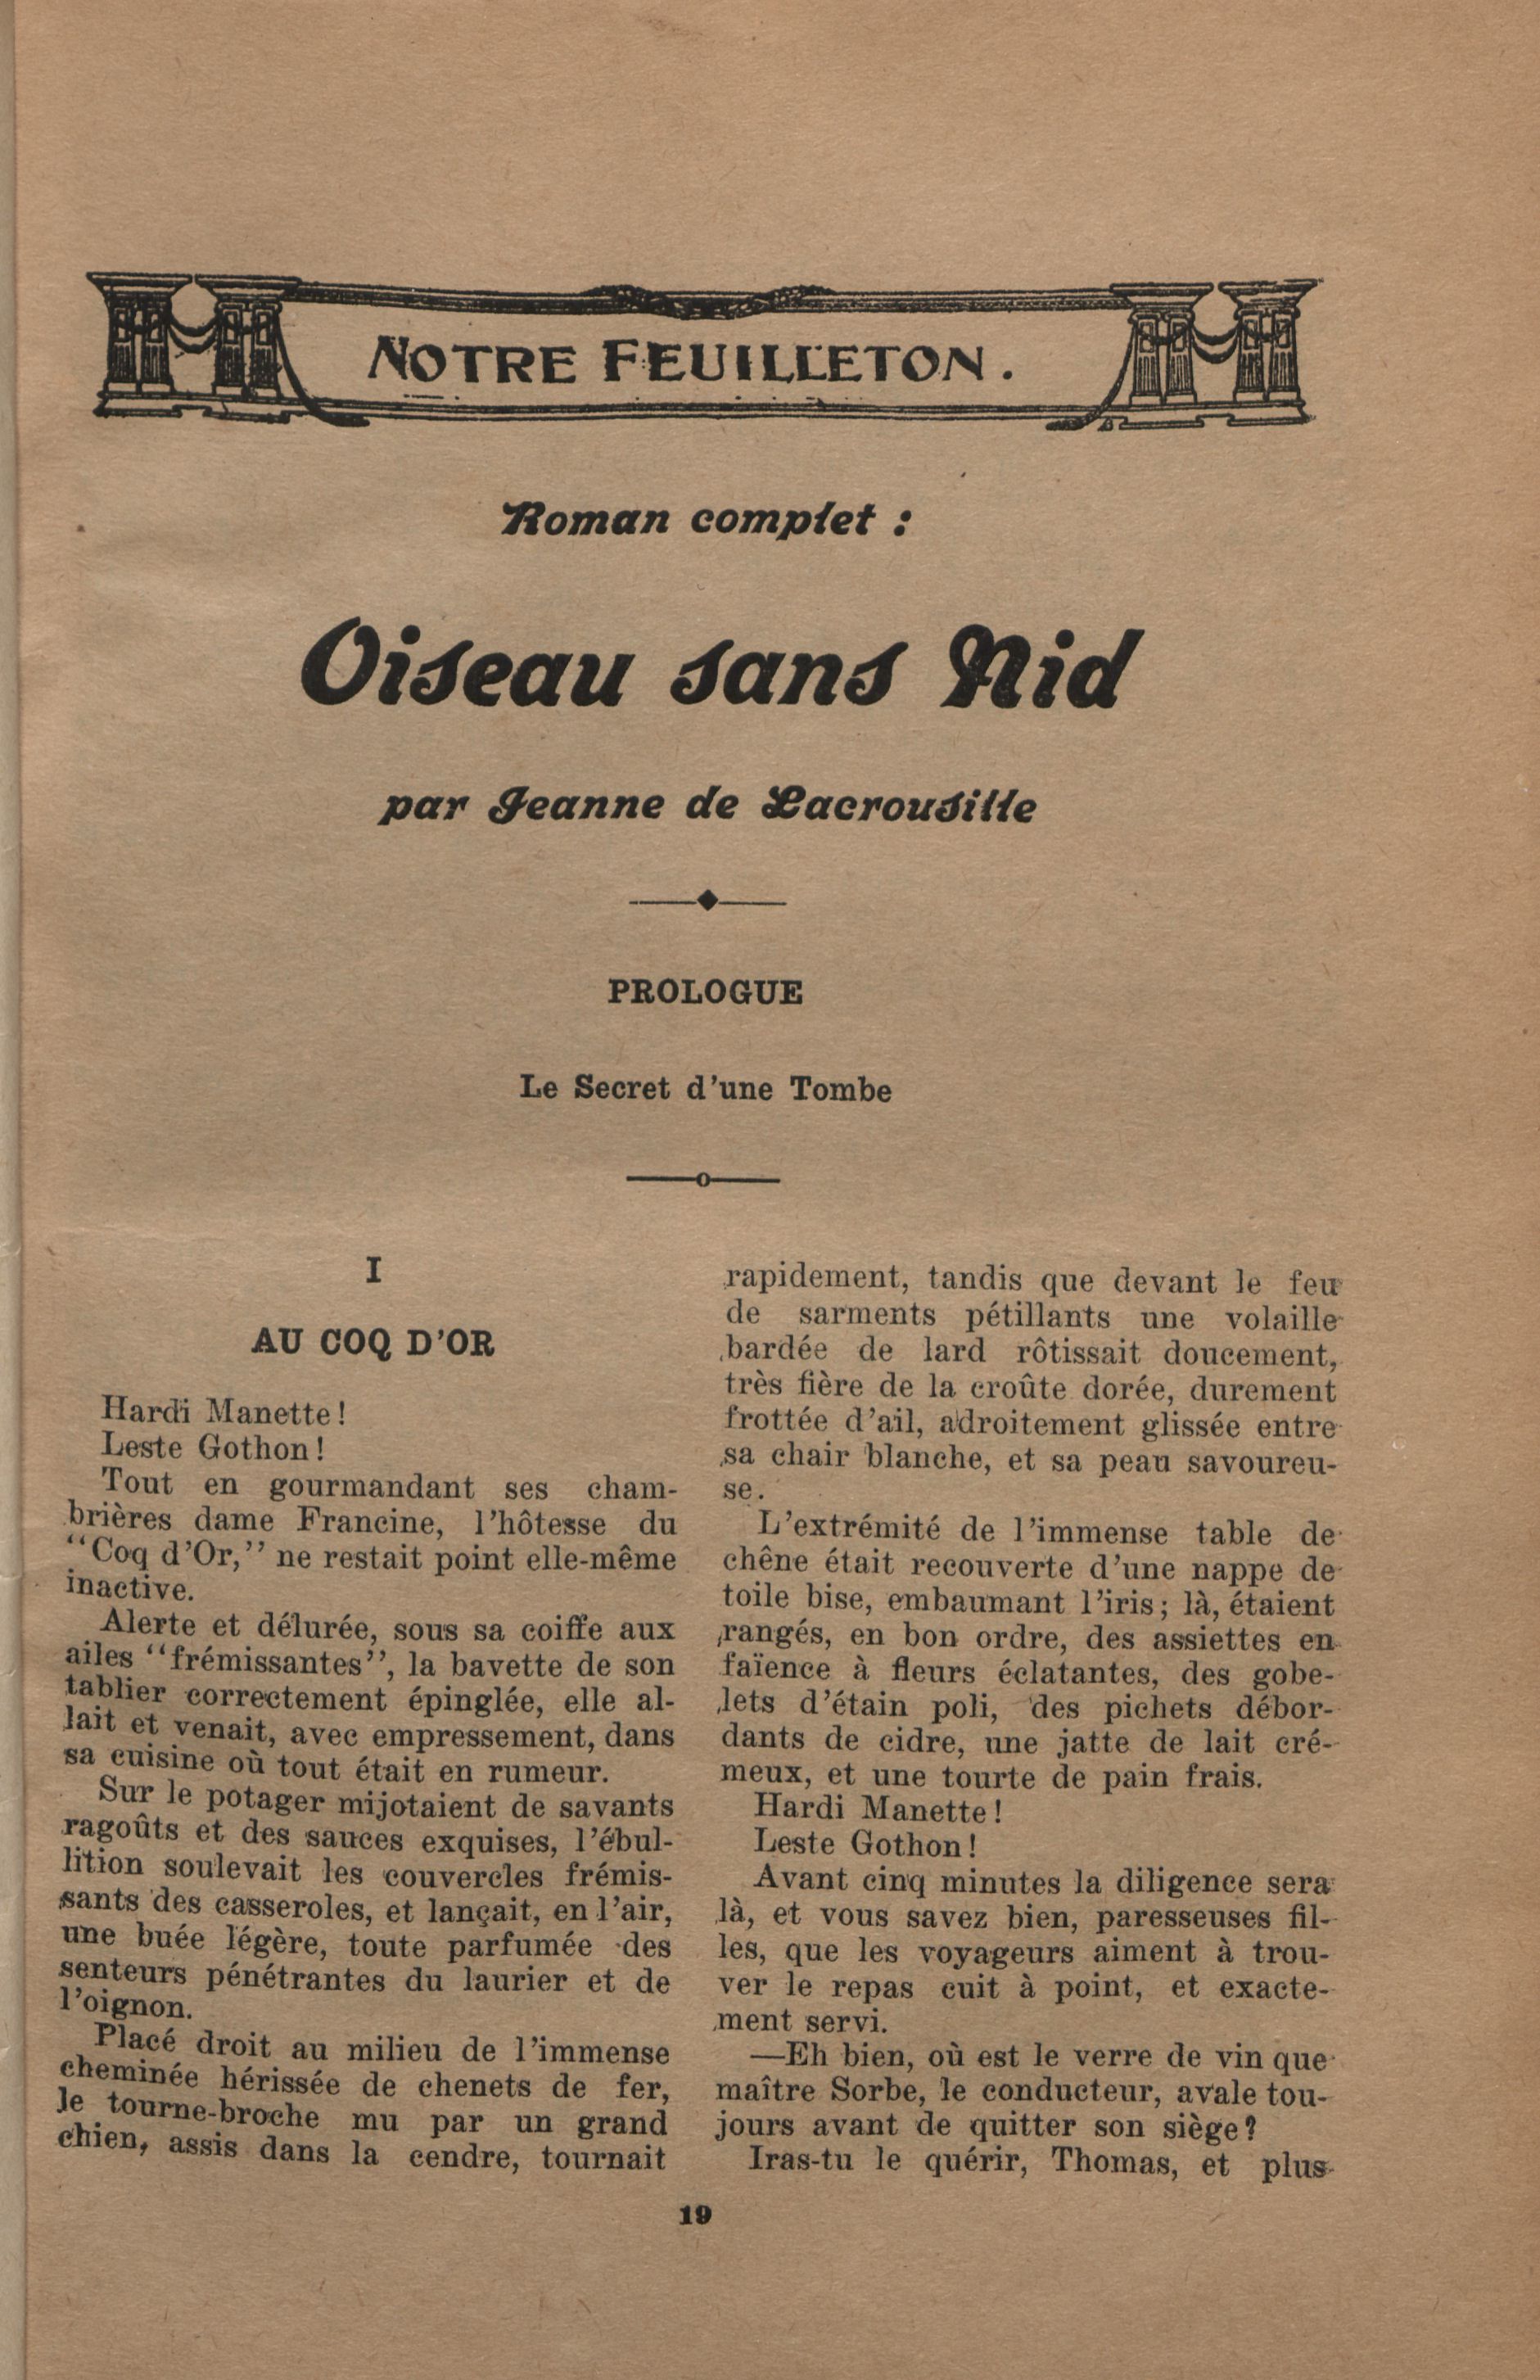 NOTRE FEUILLETON.
Roman complet :
Oiseau sans Nid
par Jeanne de Lacrousille
PROLOGUE
Le Secret d'une Tombe
I
AU COQ D'OR
Hardi Manette!
Leste Gothon!
Tout en gourmandant ses cham-
brières dame Francine, l'hôtesse du
"Coq d'Or," ne restait point elle-même
inactive.
Alerte et délurée, sous sa coiffe aux
ailes "frémissantes", la bavette de son
tablier correctement épinglée, elle al-
lait et venait, avec empressement, dans
sa cuisine où tout était en rumeur.
Sur le potager mijotaient de savants
ragoûts et des sauces exquises, l'ébul-
lition soulevait les couvercles frémis-
sants des casseroles, et lançait, en l'air,
une buée légère, toute parfumée des
senteurs pénétrantes du laurier et de
l'oignon.
Placé droit au milieu de l'immense
cheminée hérissée de chenets de fer,
le tourne-broche mu par un grand
chien, assis dans la cendre, tournait
rapidement, tandis que devant le feu
de sarments pétillants une volaille
bardée de lard rôtissait doucement,
très fière de la croûte dorée, durement
frottée d'ail, adroitement glissée entre
sa chair blanche, et sa peau savoureu-
se.
L'extrémité de l'immense table de
chêne était recouverte d'une nappe de
toile bise, embaumant l'iris; là, étaient
rangés, en bon ordre, des assiettes en
faïence à fleurs éclatantes, des gobe-
lets d'étain poli, des pichets débor-
dants de cidre, une jatte de lait cré-
meux, et une tourte de pain frais.
Hardi Manette!
Leste Gothon!
Avant cinq minutes la diligence sera
là, et vous savez bien, paresseuses fil-
les, que les voyageurs aiment à trou-
ver le repas cuit à point, et exacte-
ment servi.
—Eh bien, où est le verre de vin que
maître Sorbe, le conducteur, avale tou-
jours avant de quitter son siège?
Iras-tu le quérir, Thomas, et plus
19